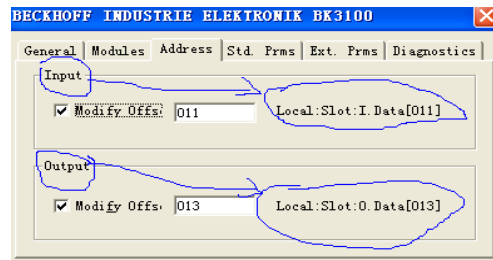 BECKHOFF INDUSTRIE ELEKTRONIK BK3100
General Modules Address Std. Prms Ext. Prms Diagnostics
Input
Modify Offs: 011 Local:Slot:I.Data[011]
Output
Modify Offs: 013 Local:Slot:O.Data[013]